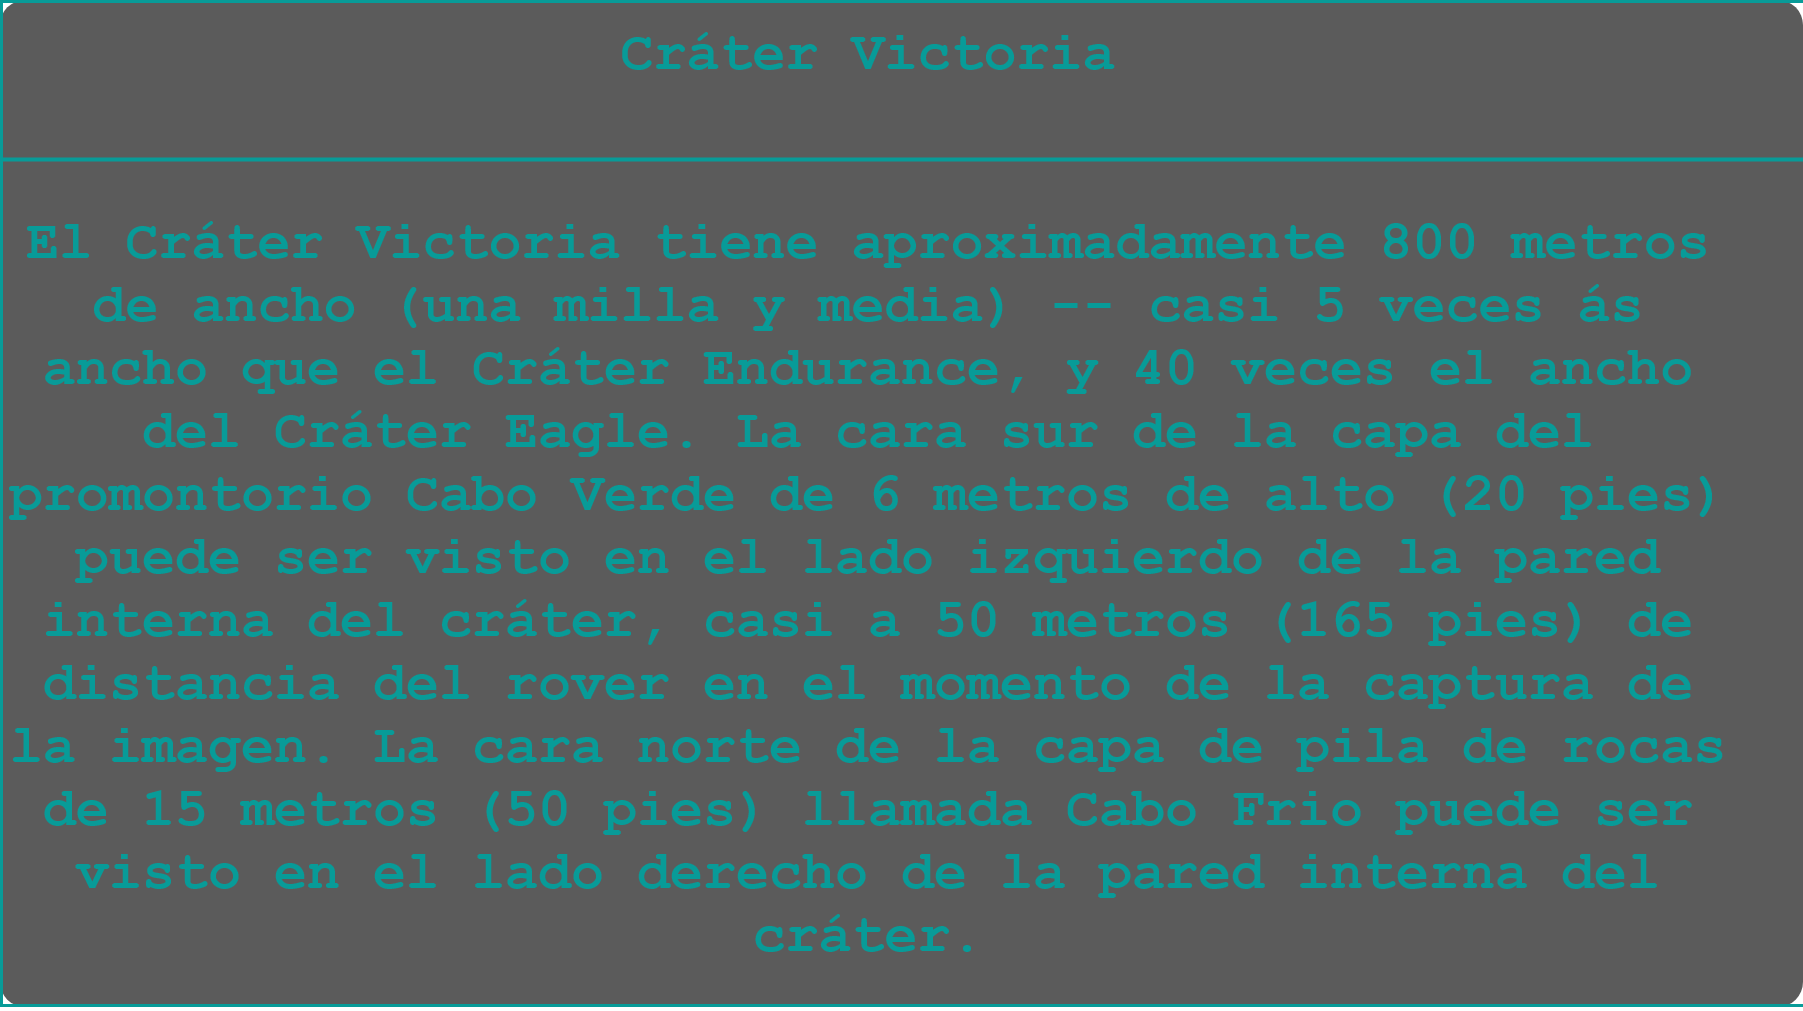 Cráter Victoria
El Cráter Victoria tiene aproximadamente 800 metros
de ancho (una milla y media) -- casi 5 veces ás
ancho que el Cráter Endurance, y 40 veces el ancho
del Cráter Eagle. La cara sur de la capa del
promontorio Cabo Verde de 6 metros de alto (20 pies)
puede ser visto en el lado izquierdo de la pared
interna del cráter, casi a 50 metros (165 pies) de
distancia del rover en el momento de la captura de
la imagen. La cara norte de la capa de pila de rocas
de 15 metros (50 pies) llamada Cabo Frio puede ser
visto en el lado derecho de la pared interna del
cráter.